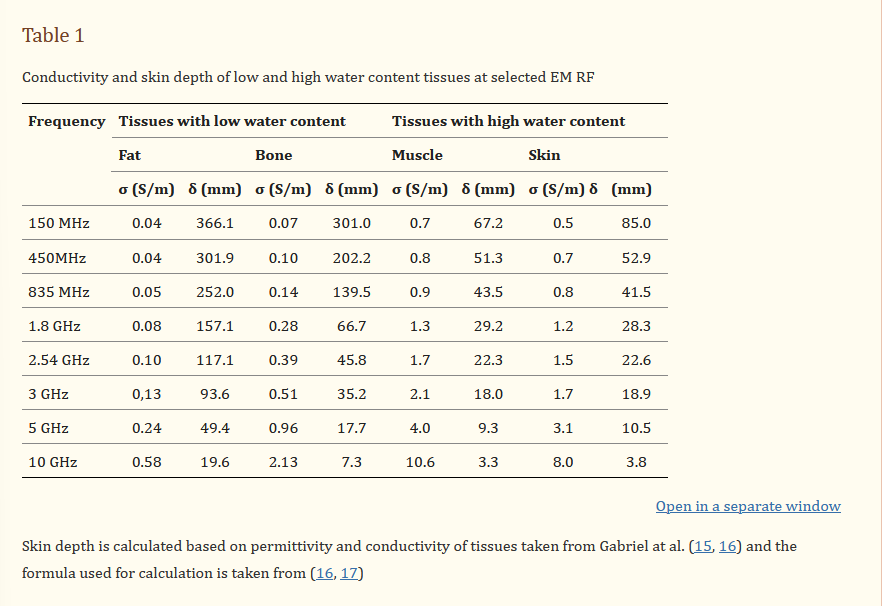 Table 1
Conductivity and skin depth of low and high water content tissues at selected EM RF
Frequency Tissues with low water content Tissues with high water content
Fat Bone Muscle Skin
σ (S/m) δ (mm) σ (S/m) δ (mm) σ (S/m) δ (mm) σ (S/m) δ (mm)
150 MHz 0.04 366.1 0.07 301.0 0.7 67.2 0.5 85.0
450MHz 0.04 301.9 0.10 202.2 0.8 51.3 0.7 52.9
835 MHz 0.05 252.0 0.14 139.5 0.9 43.5 0.8 41.5
1.8 GHz 0.08 157.1 0.28 66.7 1.3 29.2 1.2 28.3
2.54 GHz 0.10 117.1 0.39 45.8 1.7 22.3 1.5 22.6
3 GHz 0,13 93.6 0.51 35.2 2.1 18.0 1.7 18.9
5 GHz 0.24 49.4 0.96 17.7 4.0 9.3 3.1 10.5
10 GHz 0.58 19.6 2.13 7.3 10.6 3.3 8.0 3.8
Open in a separate window
Skin depth is calculated based on permittivity and conductivity of tissues taken from Gabriel at al. (15, 16) and the
formula used for calculation is taken from (16, 17)